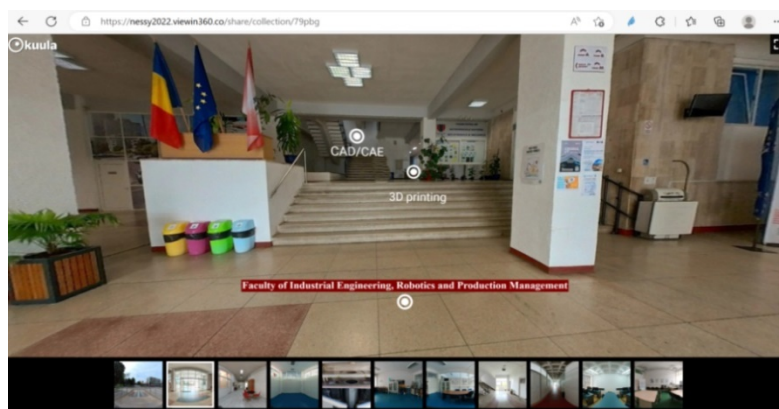 https://nessy2022.viewin360.co/share/collection/79pbg
kuula
CAD/CAE
3D printing
Faculty of Industrial Engineering, Robotics and Production Management